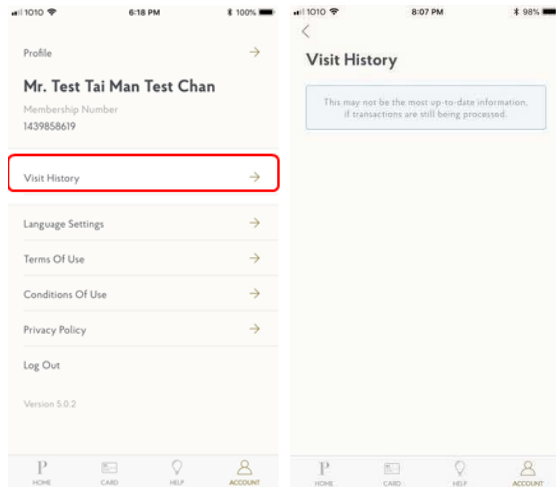 1010 6:18 PM 100%
Profile
Mr. Test Tai Man Test Chan
Membership Number
1439858619
Visit History
Language Settings
Terms Of Use
Conditions Of Use
Privacy Policy
Log Out
Version 5.0.2
P
HOME CARD HELP ACCOUNT
1010 8:07 PM 98%
Visit History
This may not be the most up-to-date information,
if transactions are still being processed.
P
HOME CARD HELP ACCOUNT